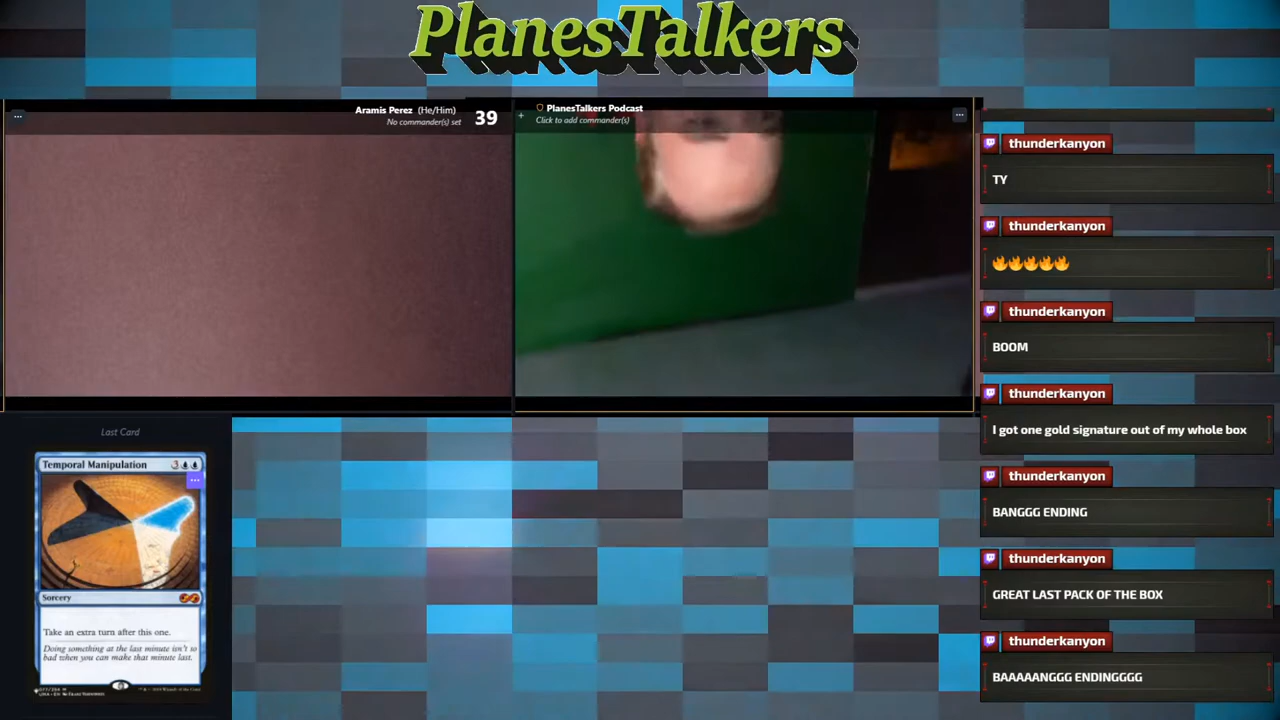 PlanesTalkers
Aramis Perez (He/Him)
No commander(s) set
39
PlanesTalkers Podcast
Click to add commander(s)
Last Card
Temporal Manipulation
3
Sorcery
Take an extra turn after this one.
Doing something at the last minute isn't so
bad when you can make that minute last.
thunderkanyon
TY
thunderkanyon
🔥🔥🔥🔥🔥
thunderkanyon
BOOM
thunderkanyon
I got one gold signature out of my whole box
thunderkanyon
BANGGG ENDING
thunderkanyon
GREAT LAST PACK OF THE BOX
thunderkanyon
BAAAAANGGG ENDINGGGG